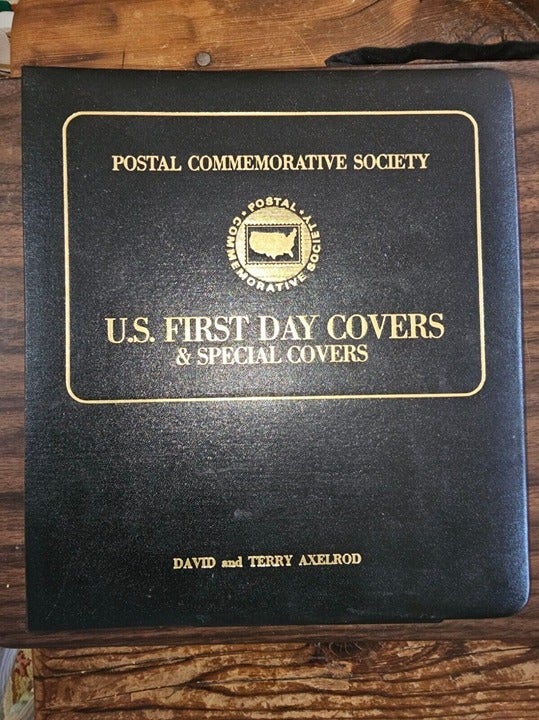 POSTAL COMMEMORATIVE SOCIETY
• POSTAL •
COMMEMORATIVE SOCIETY
U.S. FIRST DAY COVERS
& SPECIAL COVERS
DAVID and TERRY AXELROD